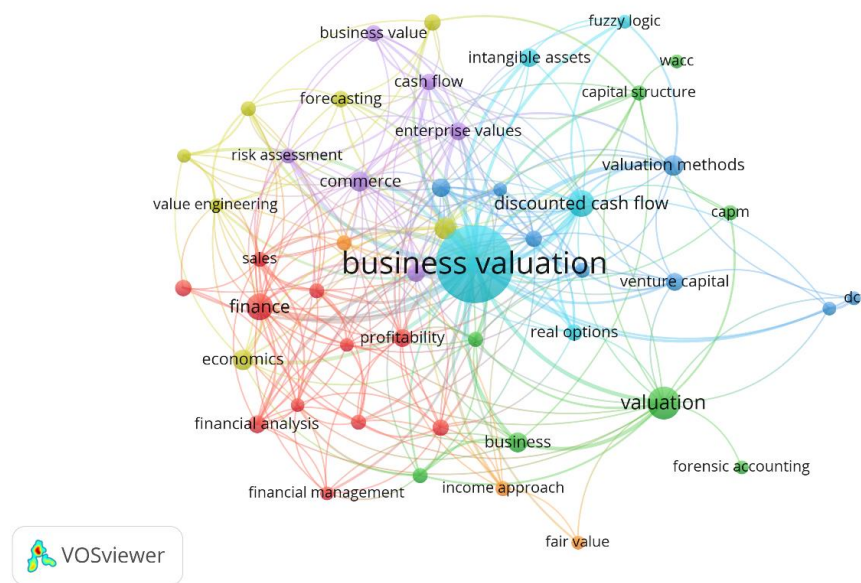 fuzzy logic
business value
intangible assets
wacc
cash flow
capital structure
forecasting
enterprise values
risk assessment
valuation methods
commerce
value engineering
discounted cash flow
capm
sales
business valuation
venture capital
dc
finance
real options
profitability
economics
valuation
financial analysis
business
forensic accounting
financial management
income approach
fair value
VOSviewer